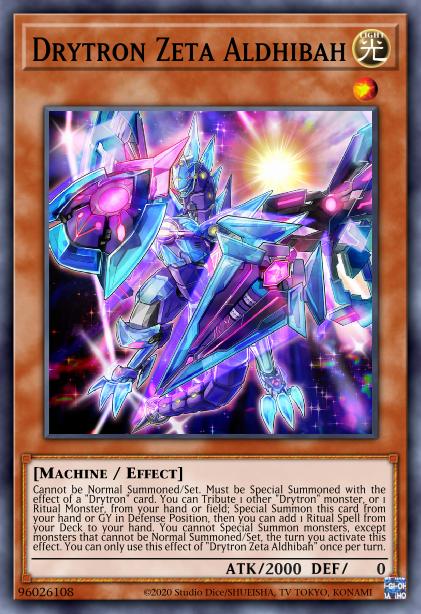 DRYTRON ZETA ALDHIBAH
LIGHT
光
[MACHINE / EFFECT]
Cannot be Normal Summoned/Set. Must be Special Summoned with the
effect of a "Drytron" card. You can Tribute 1 other "Drytron" monster, or 1
Ritual Monster, from your hand or field; Special Summon this card from
your hand or GY in Defense Position, then you can add 1 Ritual Spell from
your Deck to your hand. You cannot Special Summon monsters, except
monsters that cannot be Normal Summoned/Set, the turn you activate this
effect. You can only use this effect of "Drytron Zeta Aldhibah" once per turn.
ATK/2000 DEF/ 0
96026108
©2020 Studio Dice/SHUEISHA, TV TOKYO, KONAMI